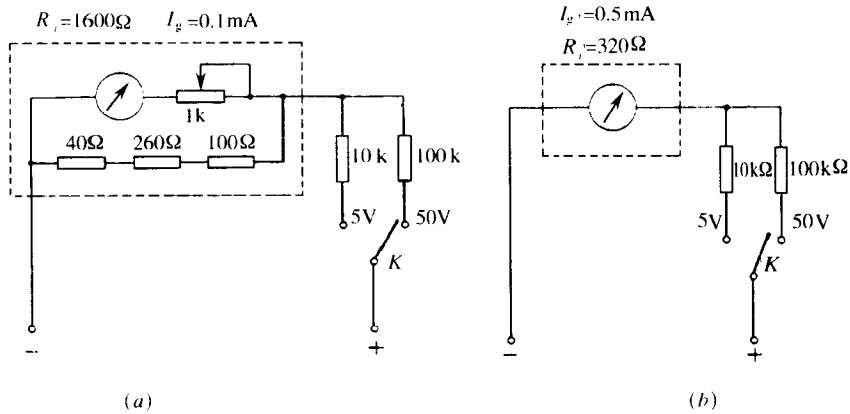 R_i=1600Ω I_g=0.1mA
1k
40Ω 260Ω 100Ω
10k 100k
5V 50V
K
− +
(a)
I_g'=0.5mA
R_i'=320Ω
10kΩ 100kΩ
5V 50V
K
− +
(b)